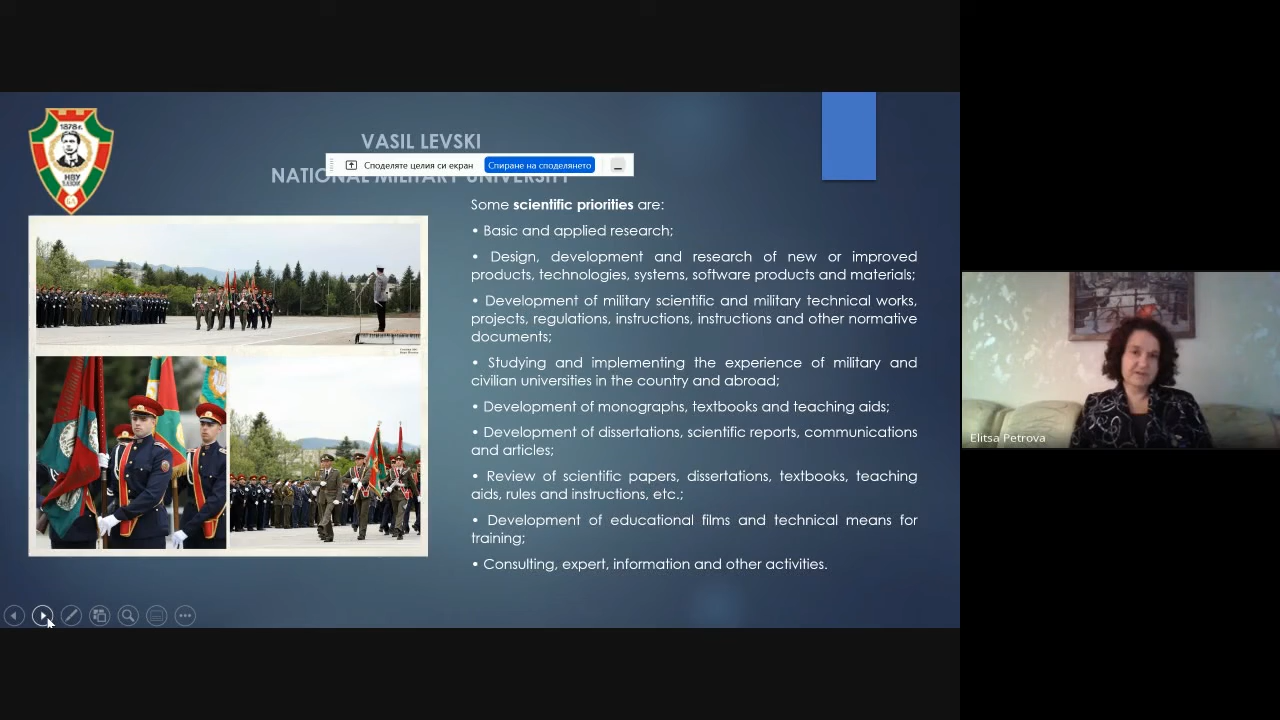 1878 г.
НВУ
VASIL LEVSKI
Споделяте целия си екран
Спиране на споделянето
NATIONAL MILITARY UNIVERSITY
Some scientific priorities are:
• Basic and applied research;
• Design, development and research of new or improved
products, technologies, systems, software products and materials;
• Development of military scientific and military technical works,
projects, regulations, instructions, instructions and other normative
documents;
• Studying and implementing the experience of military and
civilian universities in the country and abroad;
• Development of monographs, textbooks and teaching aids;
• Development of dissertations, scientific reports, communications
and articles;
• Review of scientific papers, dissertations, textbooks, teaching
aids, rules and instructions, etc.;
• Development of educational films and technical means for
training;
• Consulting, expert, information and other activities.
Elitsa Petrova